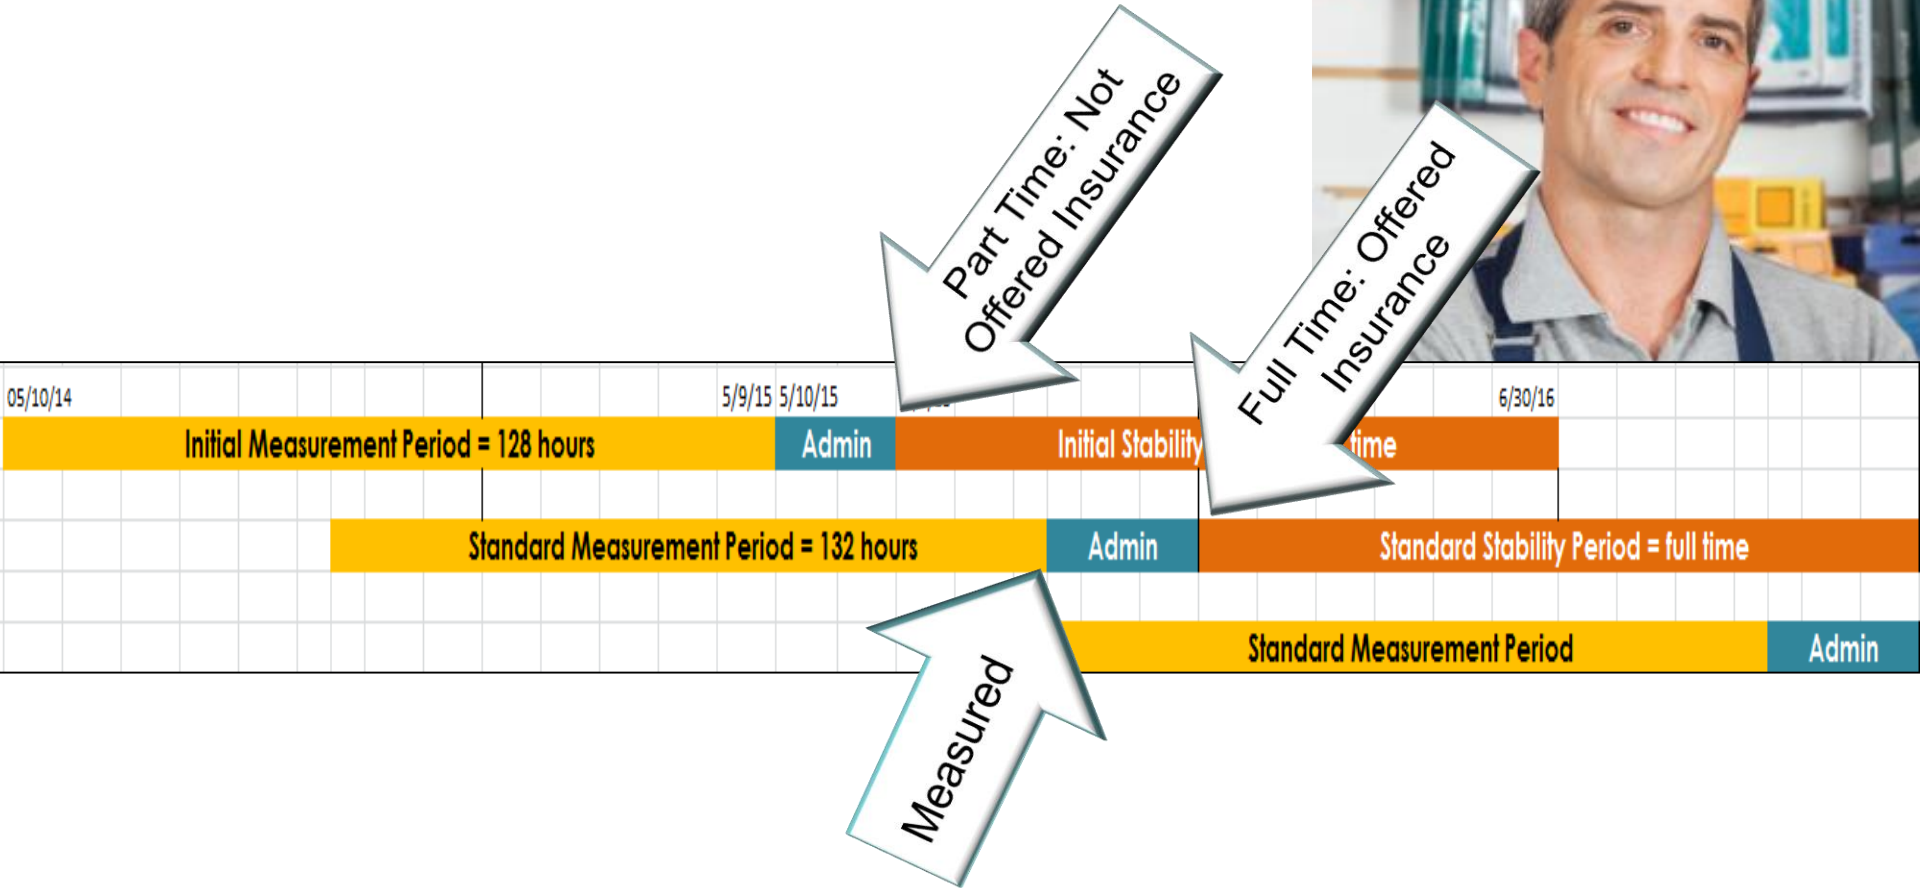 Part Time: Not
Offered Insurance
Full Time: Offered
Insurance
05/10/14
5/9/15
5/10/15
6/30/16
Initial Measurement Period = 128 hours
Admin
Initial Stability
time
Standard Measurement Period = 132 hours
Admin
Standard Stability Period = full time
Standard Measurement Period
Admin
Measured